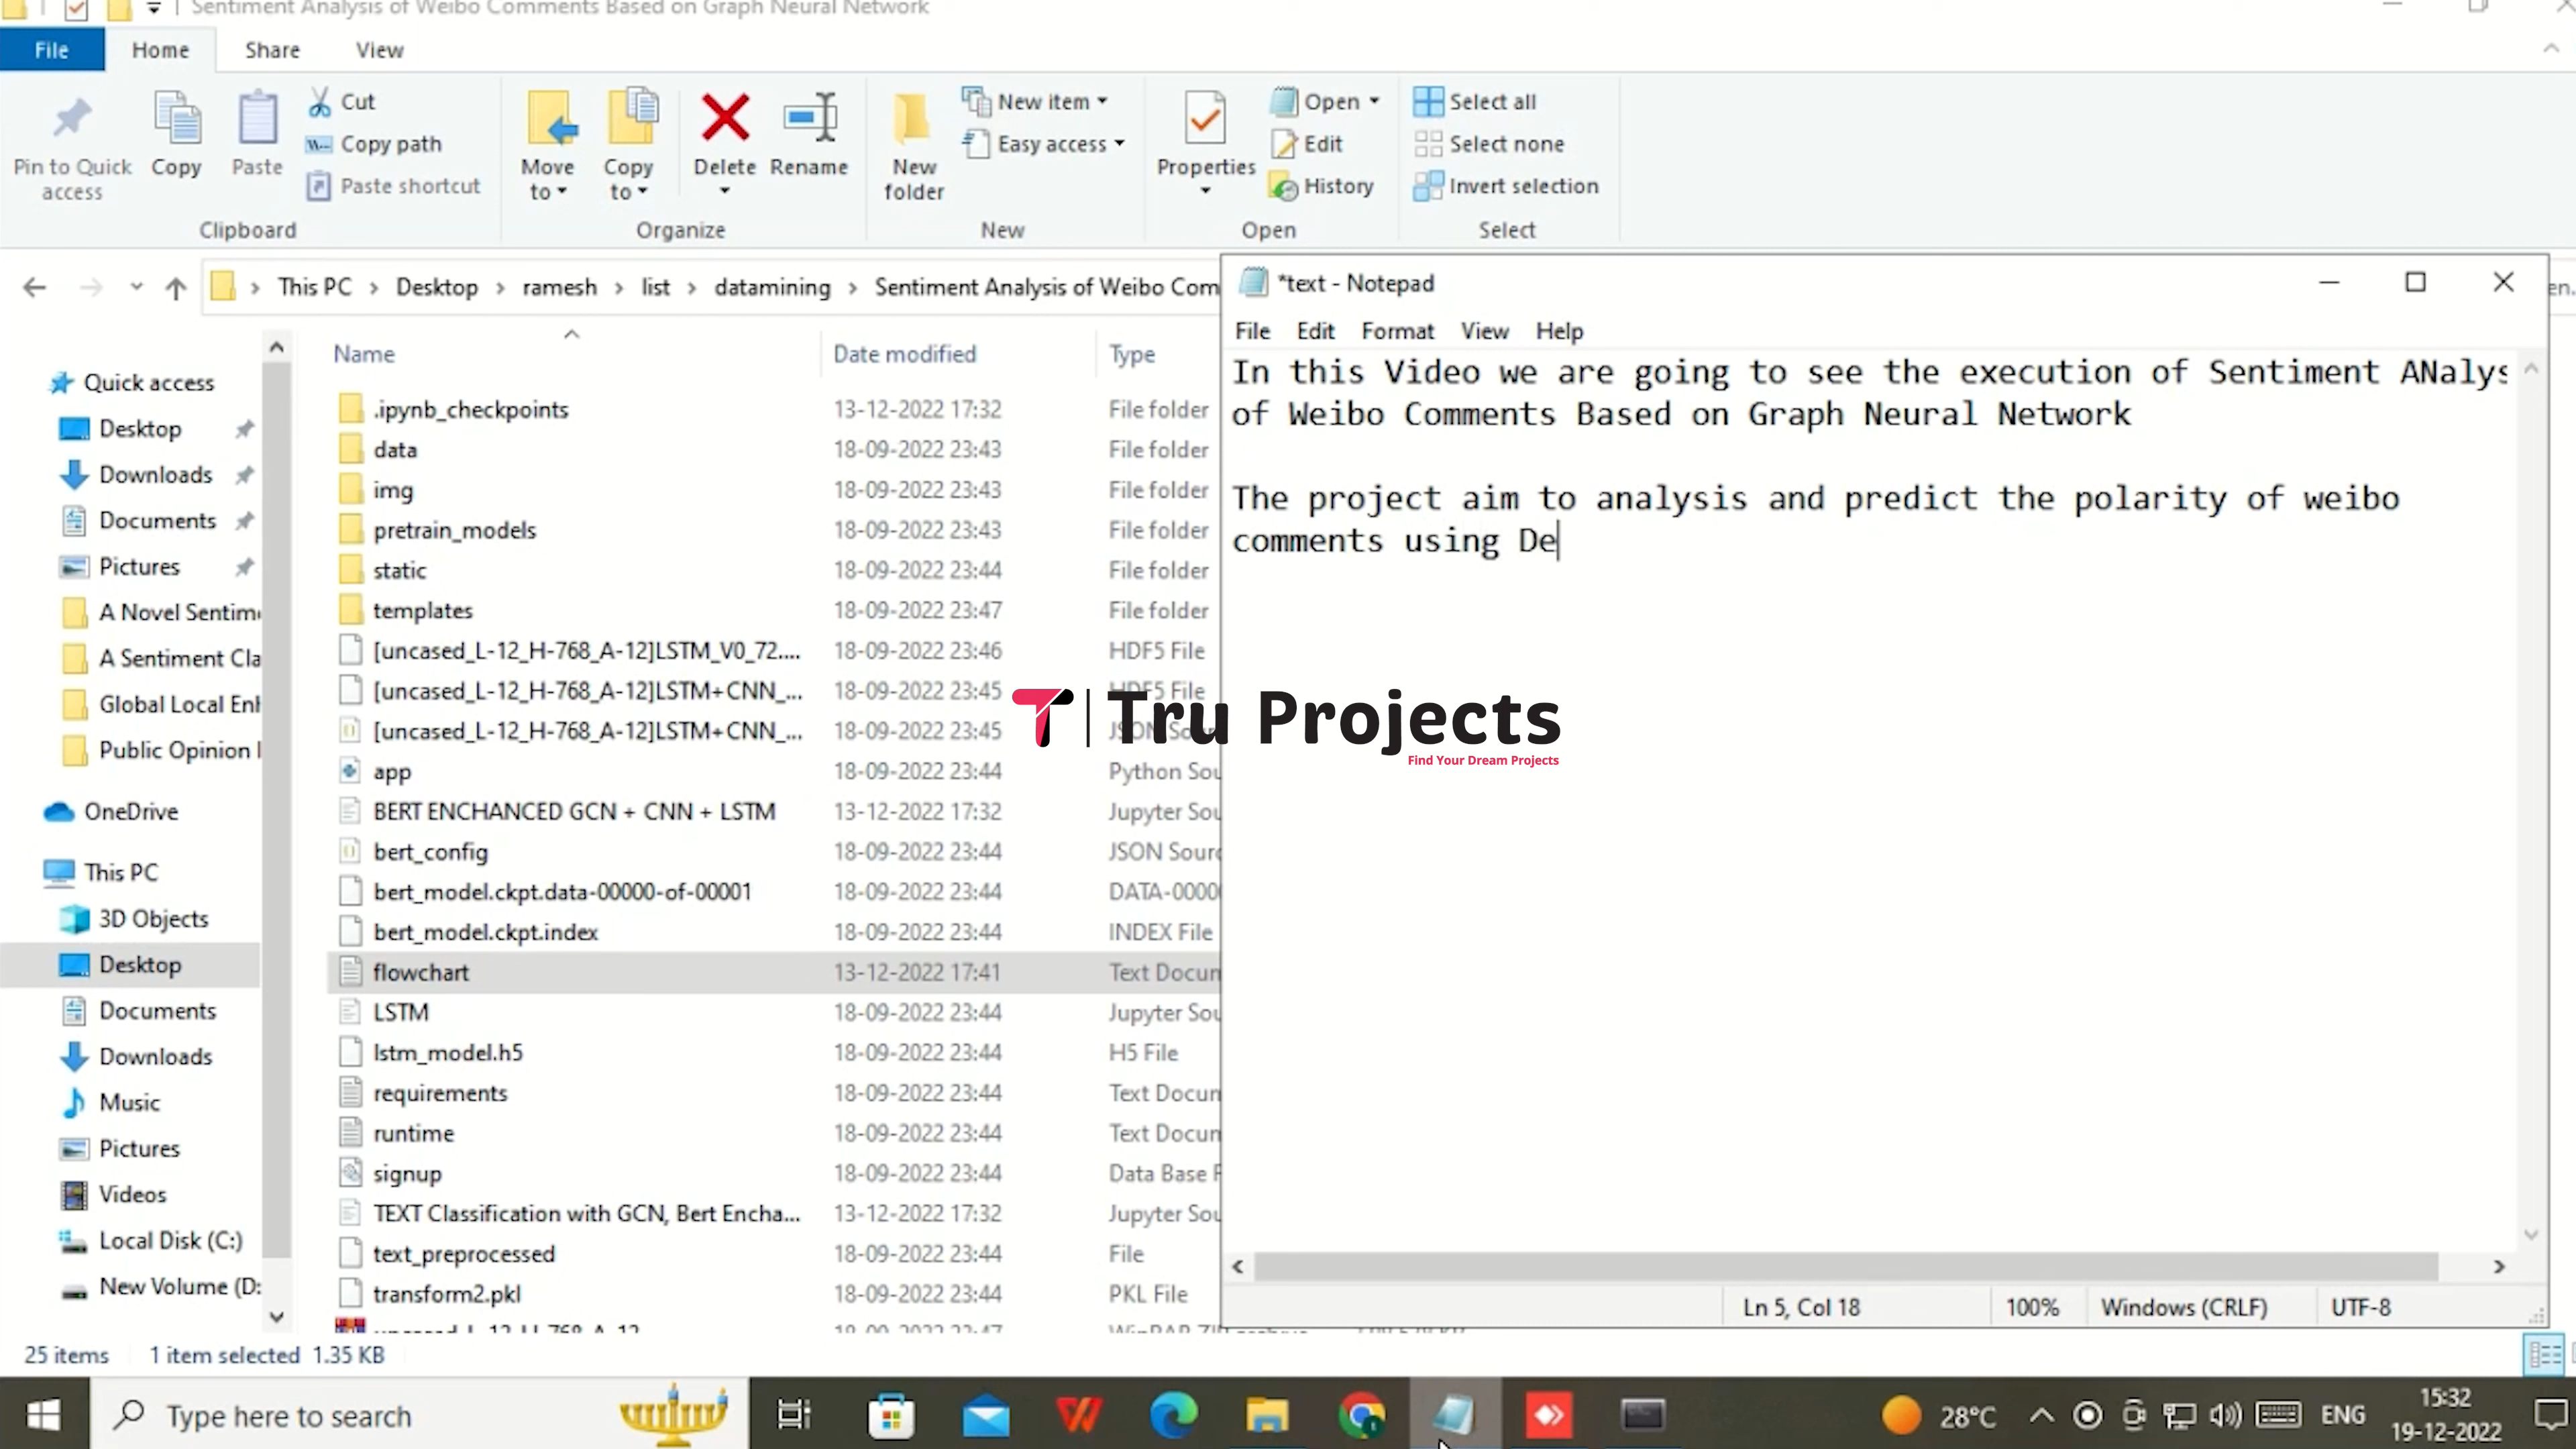 Sentiment Analysis of Weibo Comments Based on Graph Neural Network
File Home Share View
Pin to Quick access
Copy
Paste
Cut
Copy path
Paste shortcut
Clipboard
Move to
Copy to
Delete
Rename
Organize
New folder
New item
Easy access
New
Properties
Open
Edit
History
Open
Select all
Select none
Invert selection
Select
This PC > Desktop > ramesh > list > datamining > Sentiment Analysis of Weibo Com
Name Date modified Type
Quick access
Desktop
Downloads
Documents
Pictures
A Novel Sentim
A Sentiment Cla
Global Local Enl
Public Opinion
OneDrive
This PC
3D Objects
Desktop
Documents
Downloads
Music
Pictures
Videos
Local Disk (C:)
New Volume (D:
.ipynb_checkpoints 13-12-2022 17:32 File folder
data 18-09-2022 23:43 File folder
img 18-09-2022 23:43 File folder
pretrain_models 18-09-2022 23:43 File folder
static 18-09-2022 23:44 File folder
templates 18-09-2022 23:47 File folder
[uncased_L-12_H-768_A-12]LSTM_V0_72.... 18-09-2022 23:46 HDF5 File
[uncased_L-12_H-768_A-12]LSTM+CNN_... 18-09-2022 23:45 HDF5 File
[uncased_L-12_H-768_A-12]LSTM+CNN_... 18-09-2022 23:45 JSON Sour
app 18-09-2022 23:44 Python Sou
BERT ENCHANCED GCN + CNN + LSTM 13-12-2022 17:32 Jupyter Sou
bert_config 18-09-2022 23:44 JSON Sourc
bert_model.ckpt.data-00000-of-00001 18-09-2022 23:44 DATA-0000
bert_model.ckpt.index 18-09-2022 23:44 INDEX File
flowchart 13-12-2022 17:41 Text Docum
LSTM 18-09-2022 23:44 Jupyter Sou
lstm_model.h5 18-09-2022 23:44 H5 File
requirements 18-09-2022 23:44 Text Docum
runtime 18-09-2022 23:44 Text Docum
signup 18-09-2022 23:44 Data Base F
TEXT Classification with GCN, Bert Encha... 13-12-2022 17:32 Jupyter Sou
text_preprocessed 18-09-2022 23:44 File
transform2.pkl 18-09-2022 23:44 PKL File
25 items 1 item selected 1.35 KB
*text - Notepad
File Edit Format View Help
In this Video we are going to see the execution of Sentiment ANalys
of Weibo Comments Based on Graph Neural Network
The project aim to analysis and predict the polarity of weibo
comments using De
Ln 5, Col 18 100% Windows (CRLF) UTF-8
Tru Projects
Find Your Dream Projects
Type here to search
28°C ENG
15:32
19-12-2022